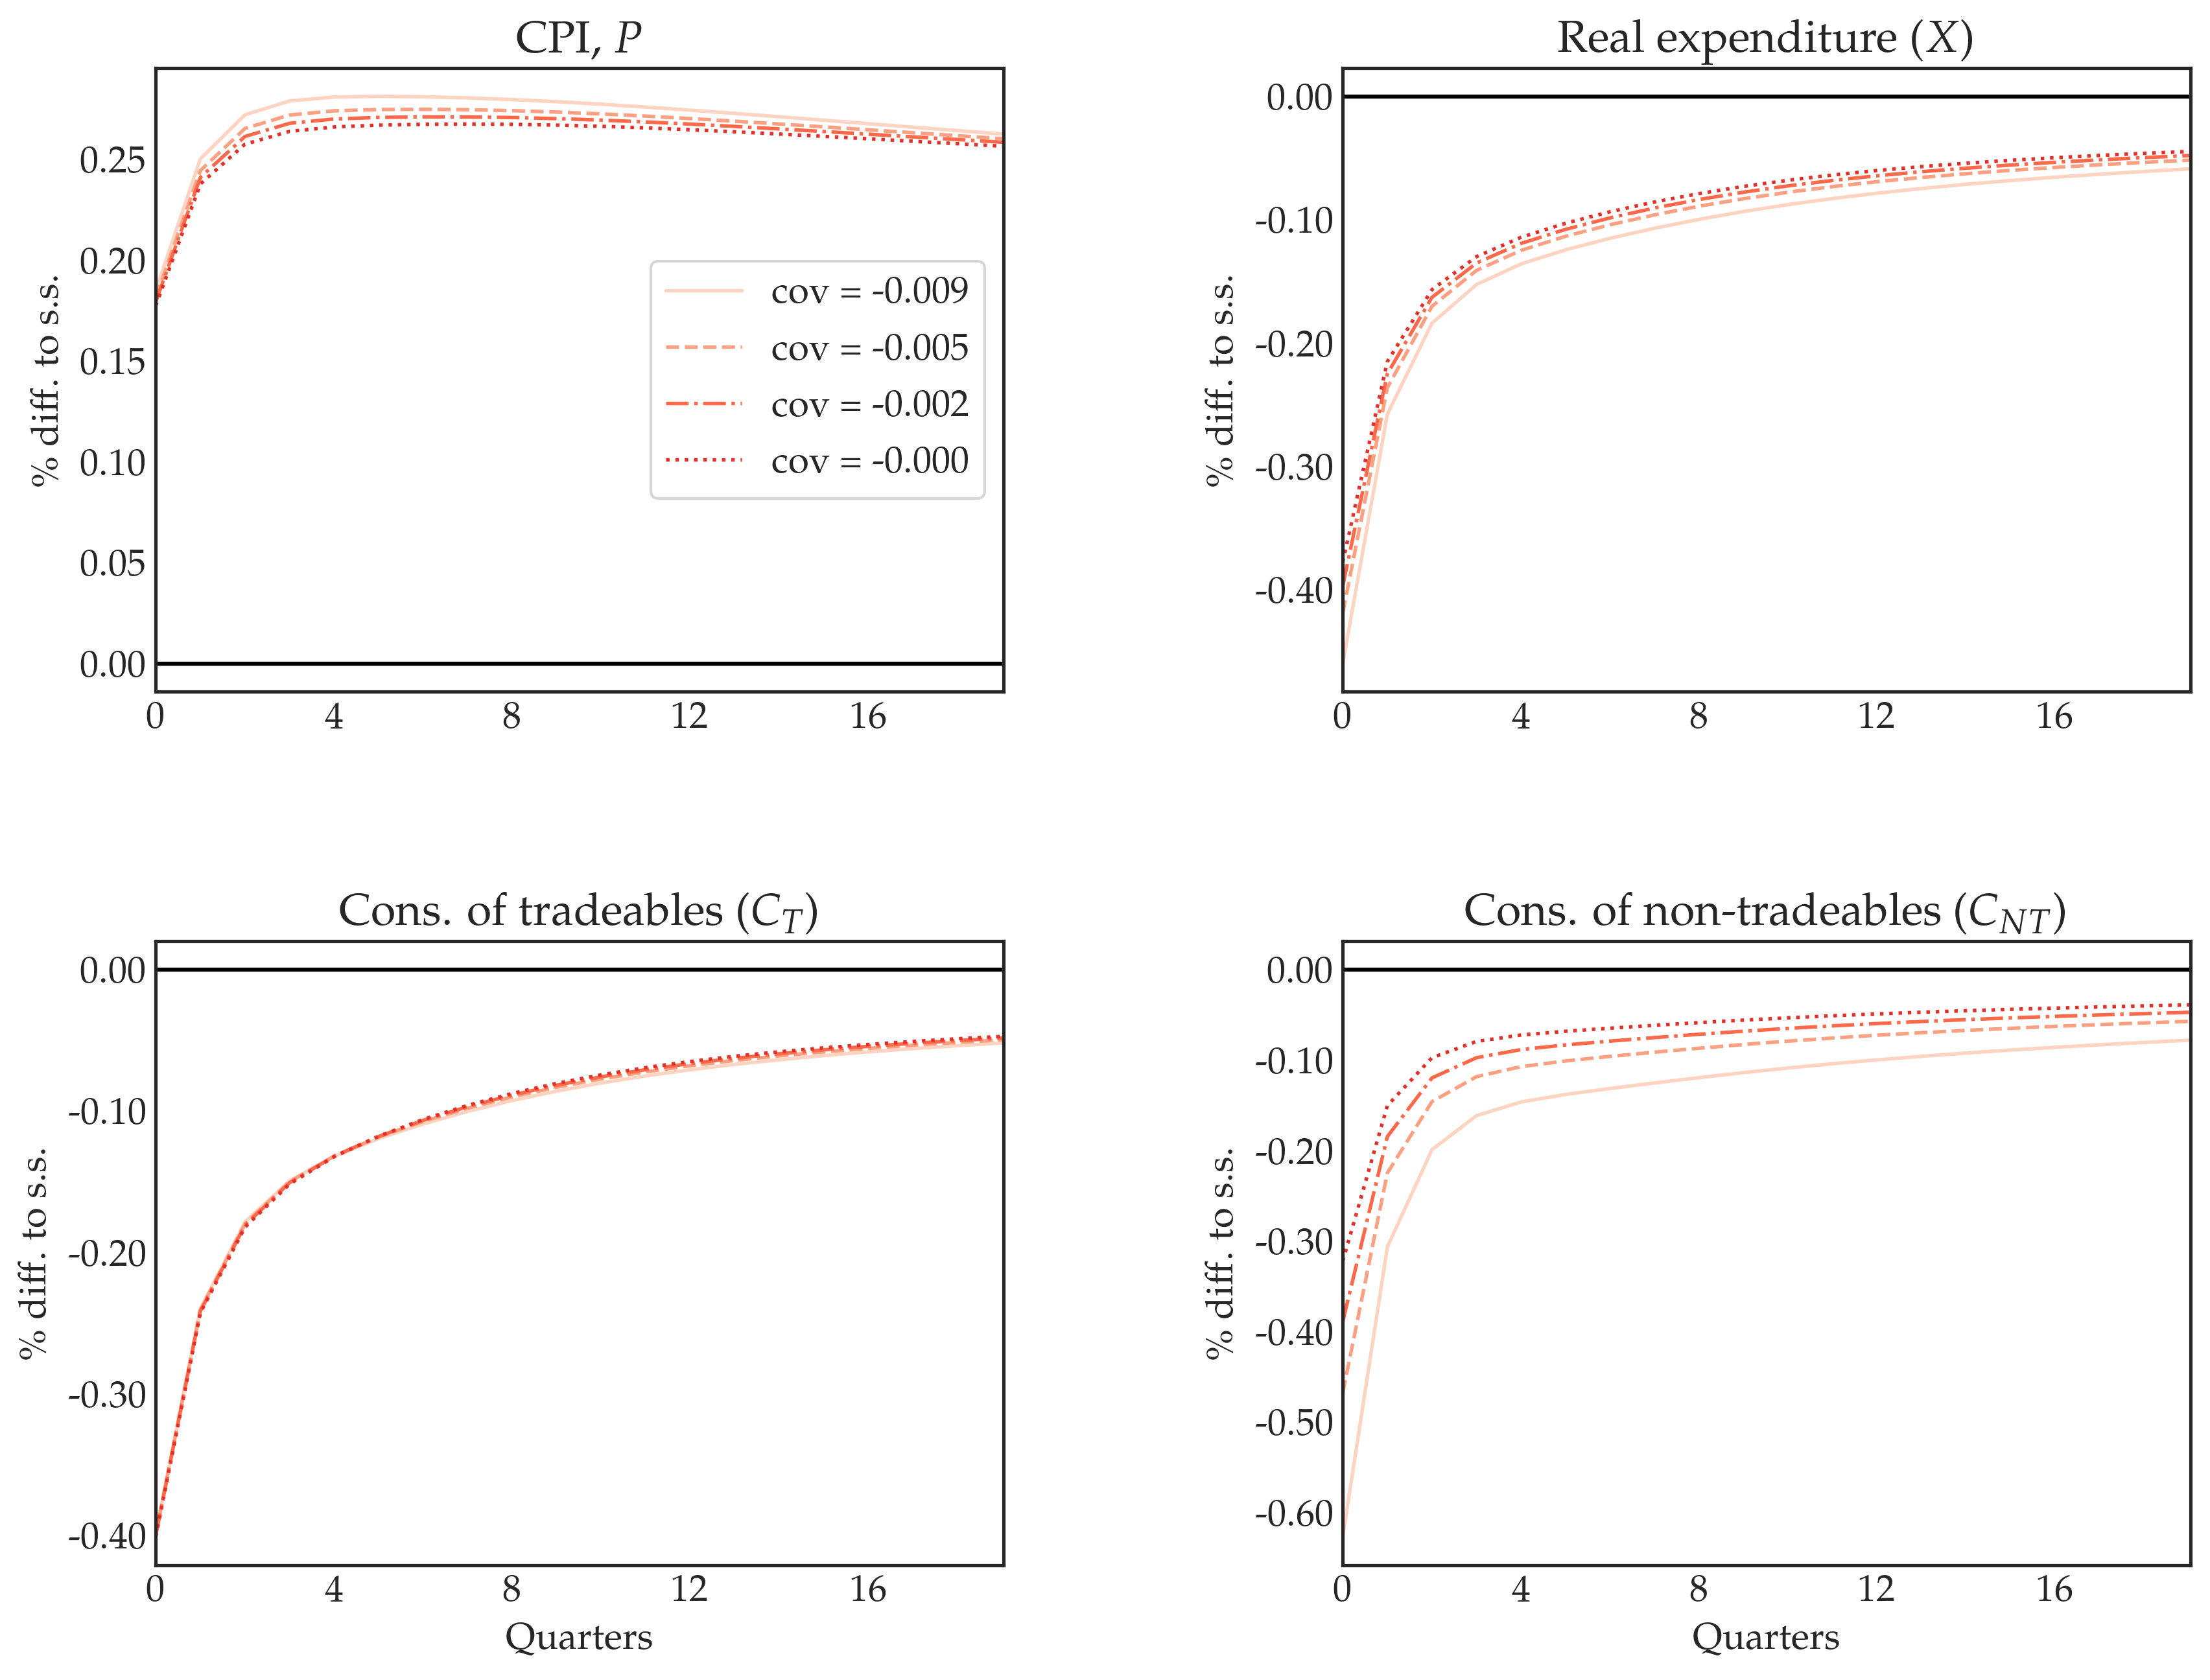 CPI, P
% diff. to s.s.
0.25
0.20
0.15
0.10
0.05
0.00
0 4 8 12 16
cov = -0.009
cov = -0.005
cov = -0.002
cov = -0.000
Real expenditure (X)
% diff. to s.s.
0.00
-0.10
-0.20
-0.30
-0.40
0 4 8 12 16
Cons. of tradeables (C_T)
% diff. to s.s.
0.00
-0.10
-0.20
-0.30
-0.40
0 4 8 12 16
Quarters
Cons. of non-tradeables (C_{NT})
% diff. to s.s.
0.00
-0.10
-0.20
-0.30
-0.40
-0.50
-0.60
0 4 8 12 16
Quarters